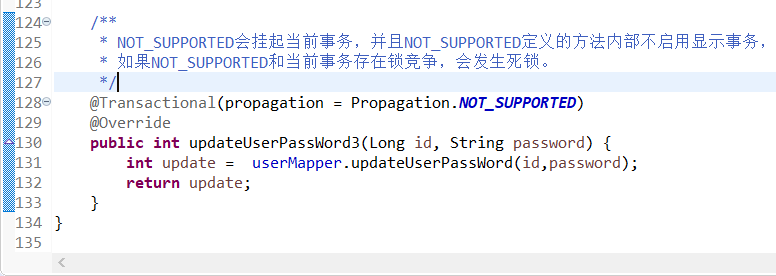 123
124 /**
125 * NOT_SUPPORTED会挂起当前事务，并且NOT_SUPPORTED定义的方法内部不启用显示事务，
126 * 如果NOT_SUPPORTED和当前事务存在锁竞争，会发生死锁。
127 */
128 @Transactional(propagation = Propagation.NOT_SUPPORTED)
129 @Override
130 public int updateUserPassWord3(Long id, String password) {
131 int update =  userMapper.updateUserPassWord(id,password);
132 return update;
133 }
134 }
135